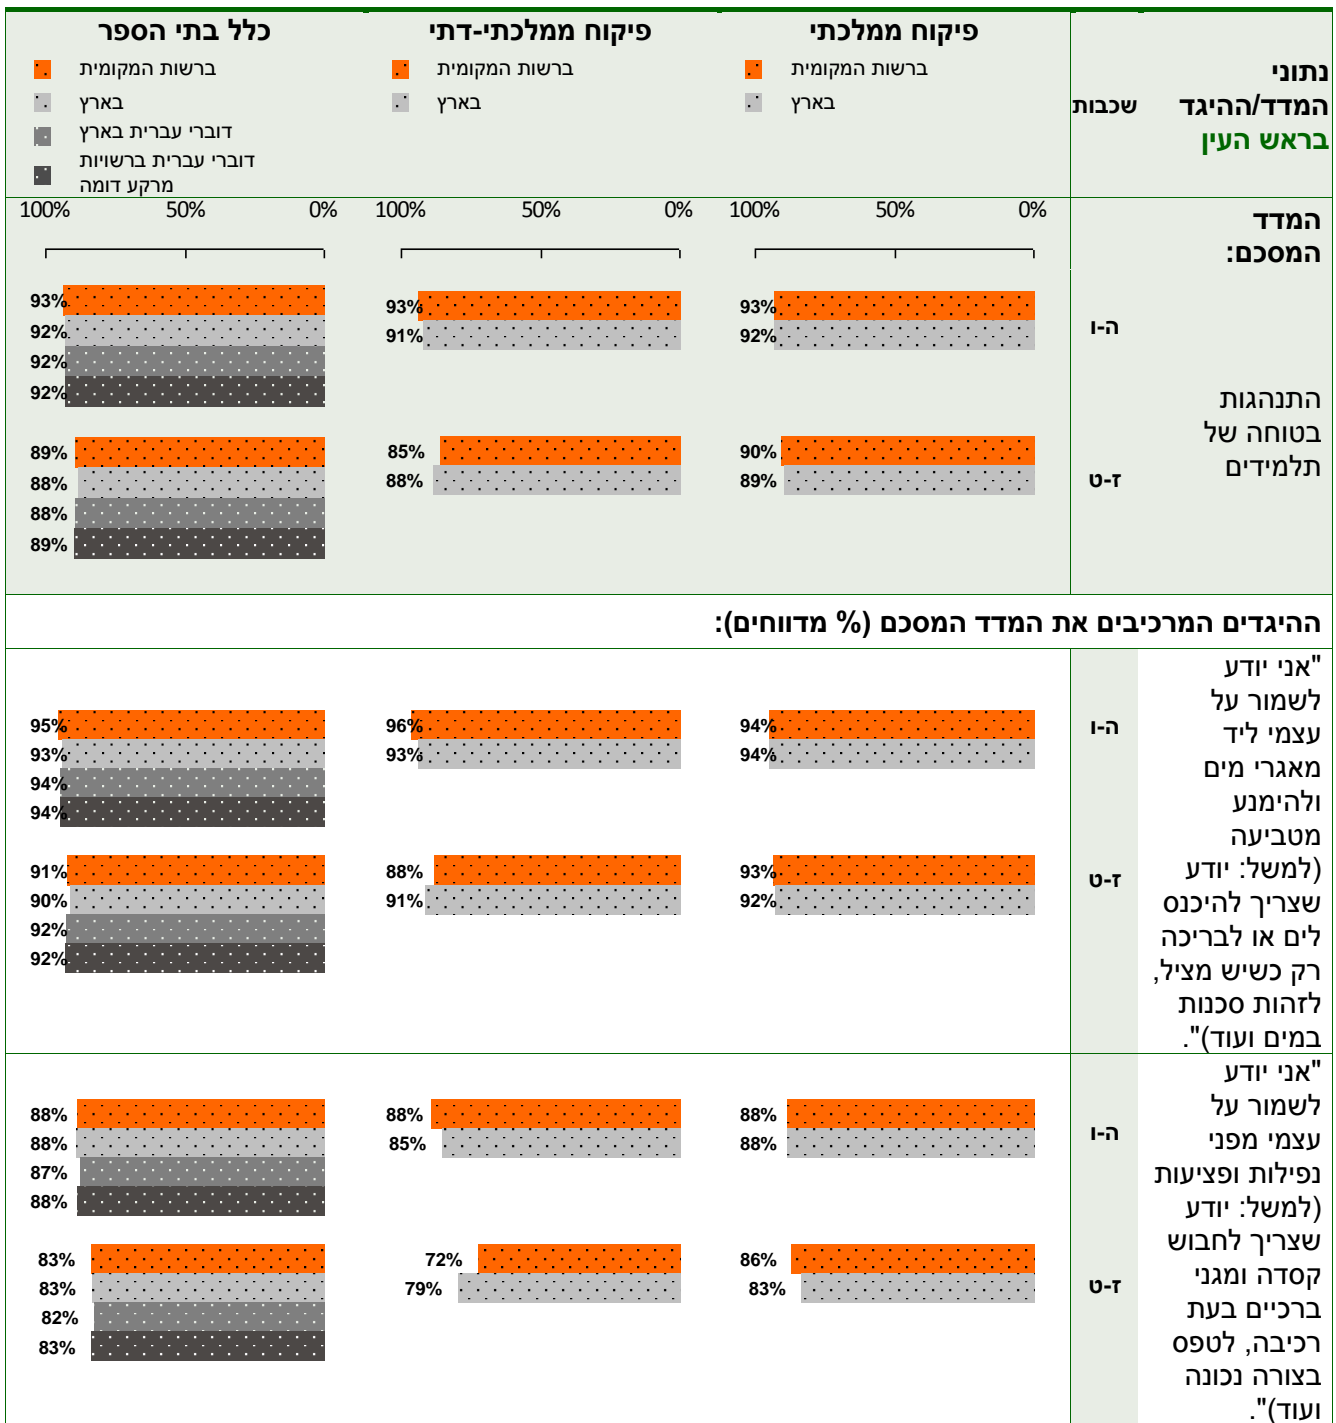 נתוני
המדד/ההיגד
בראש העין
שכבות
פיקוח ממלכתי
ברשות המקומית
בארץ
פיקוח ממלכתי-דתי
ברשות המקומית
בארץ
כלל בתי הספר
ברשות המקומית
בארץ
דוברי עברית בארץ
דוברי עברית ברשויות
מרקע דומה
המדד
המסכם:
0% 50% 100%
0% 50% 100%
0% 50% 100%
התנהגות
בטוחה של
תלמידים
ה-ו
93%
92%
93%
91%
93%
92%
92%
92%
ז-ט
90%
89%
85%
88%
89%
88%
88%
89%
ההיגדים המרכיבים את המדד המסכם (% מדווחים):
"אני יודע
לשמור על
עצמי ליד
מאגרי מים
ולהימנע
מטביעה
(למשל: יודע
שצריך להיכנס
לים או לבריכה
רק כשיש מציל,
לזהות סכנות
במים ועוד)".
ה-ו
94%
94%
96%
93%
95%
93%
94%
94%
ז-ט
93%
92%
88%
91%
91%
90%
92%
92%
"אני יודע
לשמור על
עצמי מפני
נפילות ופציעות
(למשל: יודע
שצריך לחבוש
קסדה ומגני
ברכיים בעת
רכיבה, לטפס
בצורה נכונה
ועוד)".
ה-ו
88%
88%
88%
85%
88%
88%
87%
88%
ז-ט
86%
83%
72%
79%
83%
83%
82%
83%